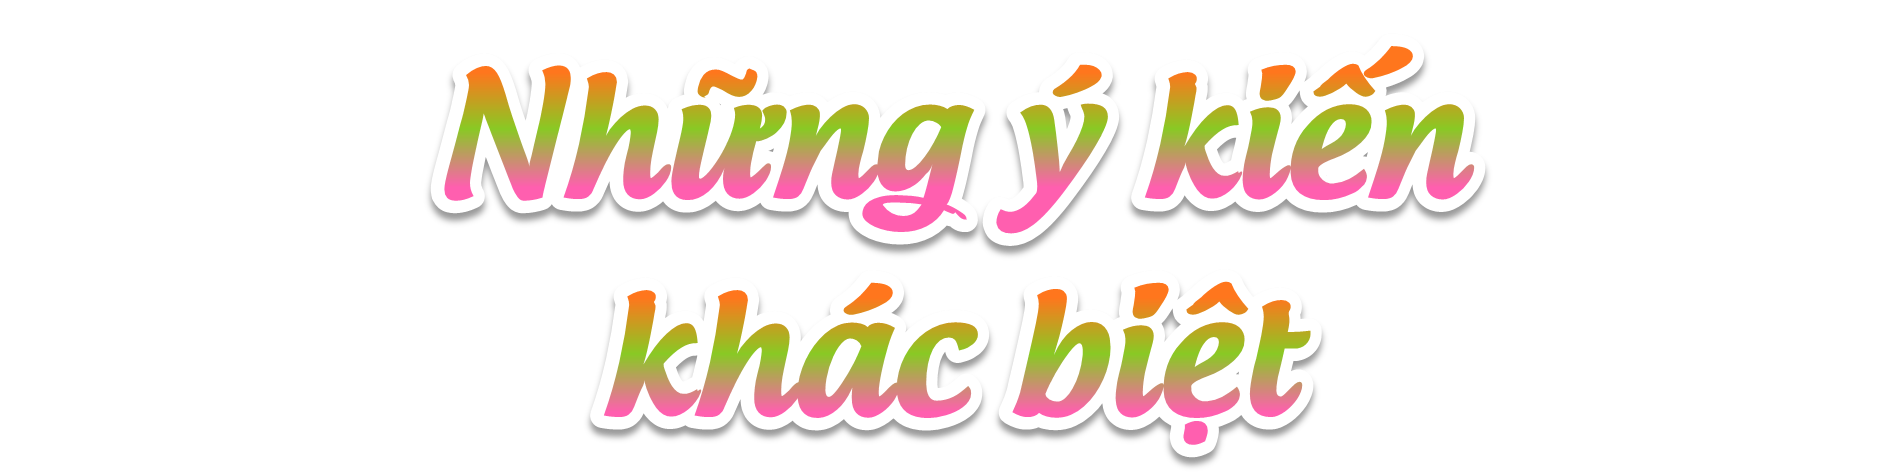 Những ý kiến
khác biệt